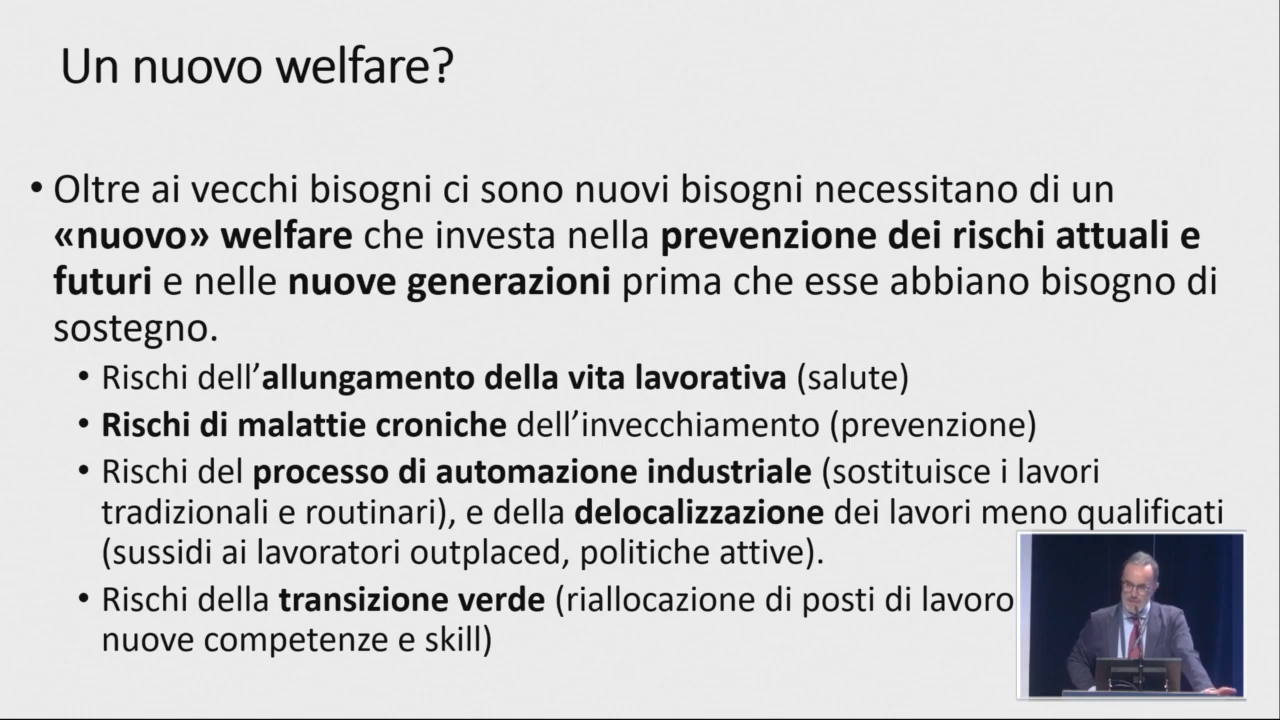 Un nuovo welfare?
• Oltre ai vecchi bisogni ci sono nuovi bisogni necessitano di un
«nuovo» welfare che investa nella prevenzione dei rischi attuali e
futuri e nelle nuove generazioni prima che esse abbiano bisogno di
sostegno.
• Rischi dell’allungamento della vita lavorativa (salute)
• Rischi di malattie croniche dell’invecchiamento (prevenzione)
• Rischi del processo di automazione industriale (sostituisce i lavori
tradizionali e routinari), e della delocalizzazione dei lavori meno qualificati
(sussidi ai lavoratori outplaced, politiche attive).
• Rischi della transizione verde (riallocazione di posti di lavoro
nuove competenze e skill)